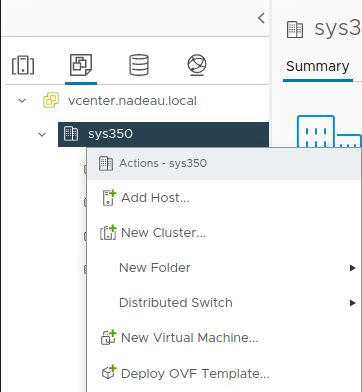 sys350
Summary
vcenter.nadeau.local
sys350
Actions - sys350
Add Host...
New Cluster...
New Folder
Distributed Switch
New Virtual Machine...
Deploy OVF Template...